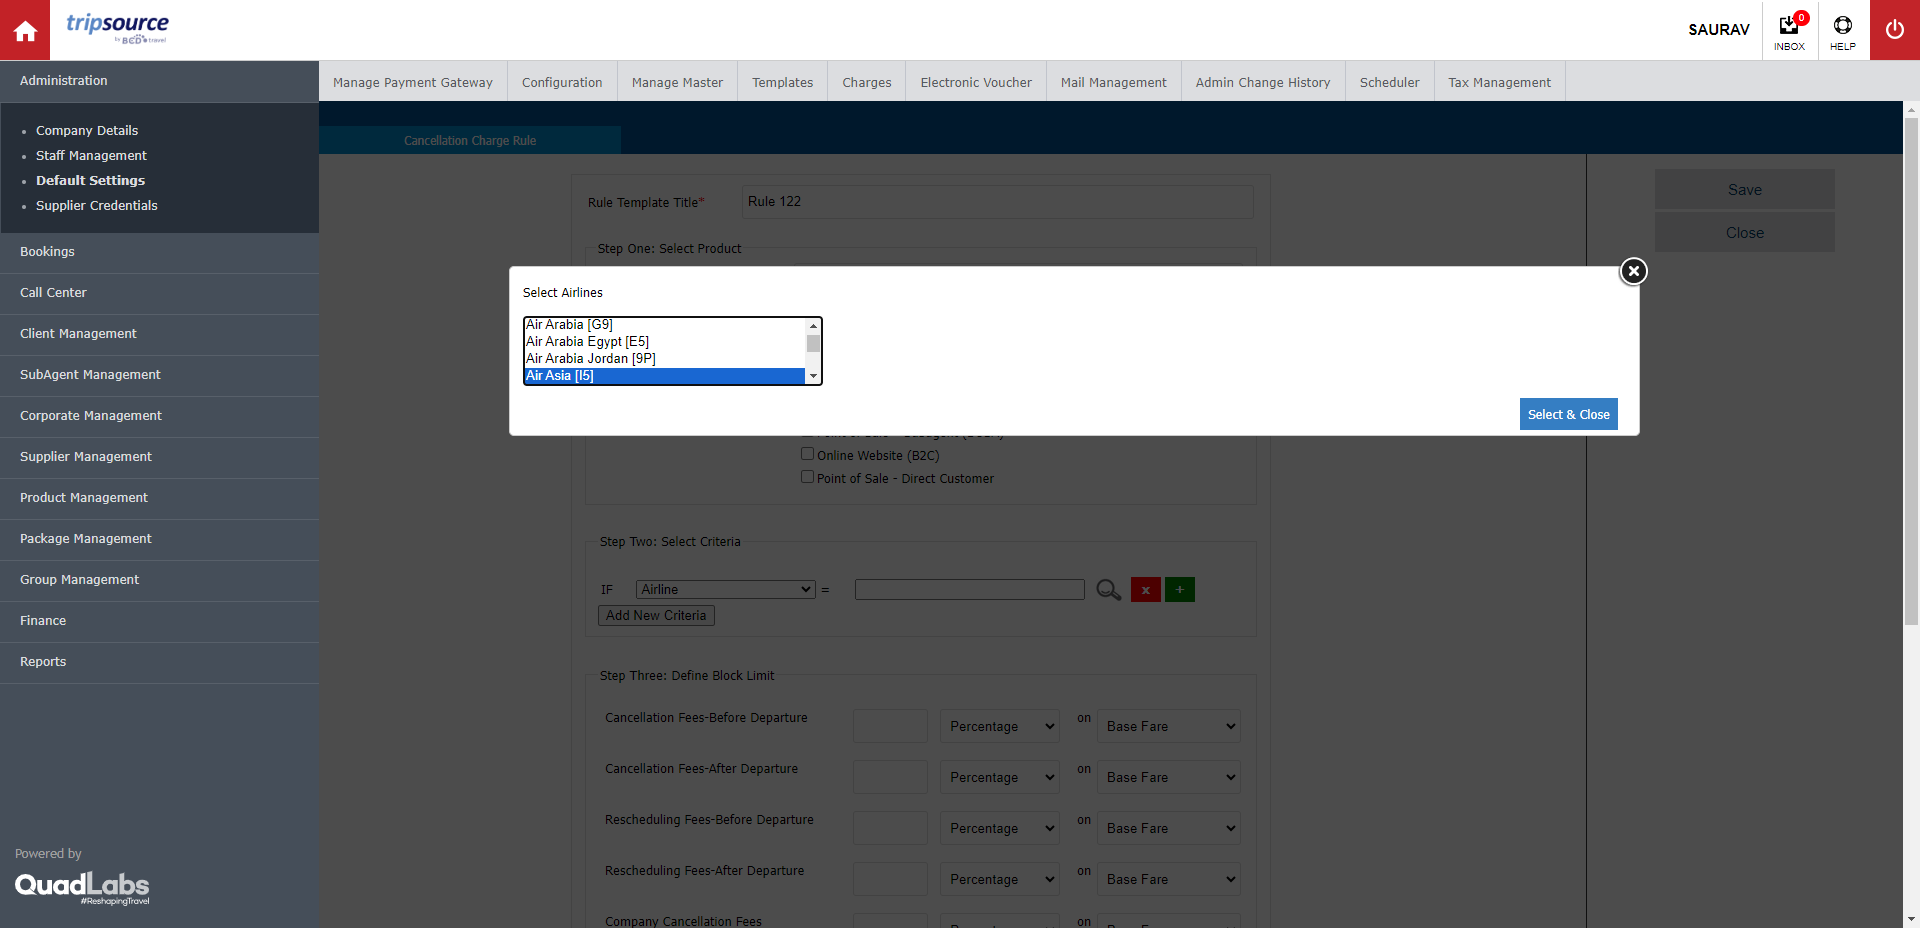 tripsource
by BCD travel
SAURAV
0
INBOX
HELP
Administration
Manage Payment Gateway
Configuration
Manage Master
Templates
Charges
Electronic Voucher
Mail Management
Admin Change History
Scheduler
Tax Management
Company Details
Staff Management
Default Settings
Supplier Credentials
Bookings
Call Center
Client Management
SubAgent Management
Corporate Management
Supplier Management
Product Management
Package Management
Group Management
Finance
Reports
Powered by
QuadLabs
#ReshapingTravel
Cancellation Charge Rule
Save
Close
Rule Template Title*
Rule 122
Step One: Select Product
Select Airlines
Air Arabia [G9]
Air Arabia Egypt [E5]
Air Arabia Jordan [9P]
Air Asia [I5]
Select & Close
Online Website (B2C)
Point of Sale - Direct Customer
Step Two: Select Criteria
IF
Airline
=
x
+
Add New Criteria
Step Three: Define Block Limit
Cancellation Fees-Before Departure
Percentage
on
Base Fare
Cancellation Fees-After Departure
Percentage
on
Base Fare
Rescheduling Fees-Before Departure
Percentage
on
Base Fare
Rescheduling Fees-After Departure
Percentage
on
Base Fare
Company Cancellation Fees
on